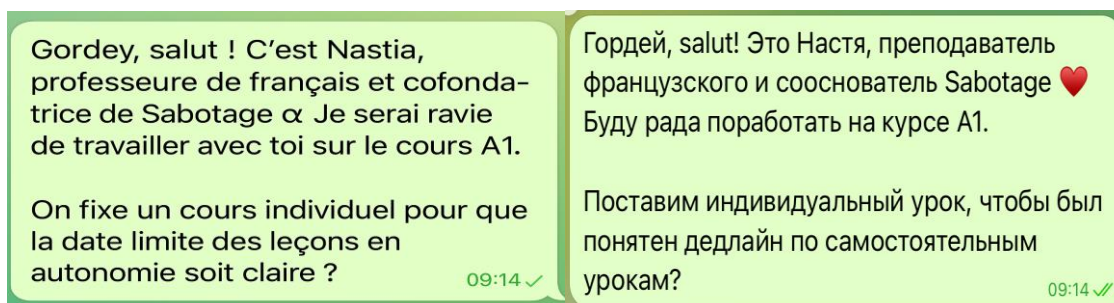 Gordey, salut ! C'est Nastia,
professeure de français et cofonda-
trice de Sabotage α Je serai ravie
de travailler avec toi sur le cours A1.
On fixe un cours individuel pour que
la date limite des leçons en
autonomie soit claire ?
09:14
Гордей, salut! Это Настя, преподаватель
французского и сооснователь Sabotage ♥️
Буду рада поработать на курсе А1.
Поставим индивидуальный урок, чтобы был
понятен дедлайн по самостоятельным
урокам?
09:14